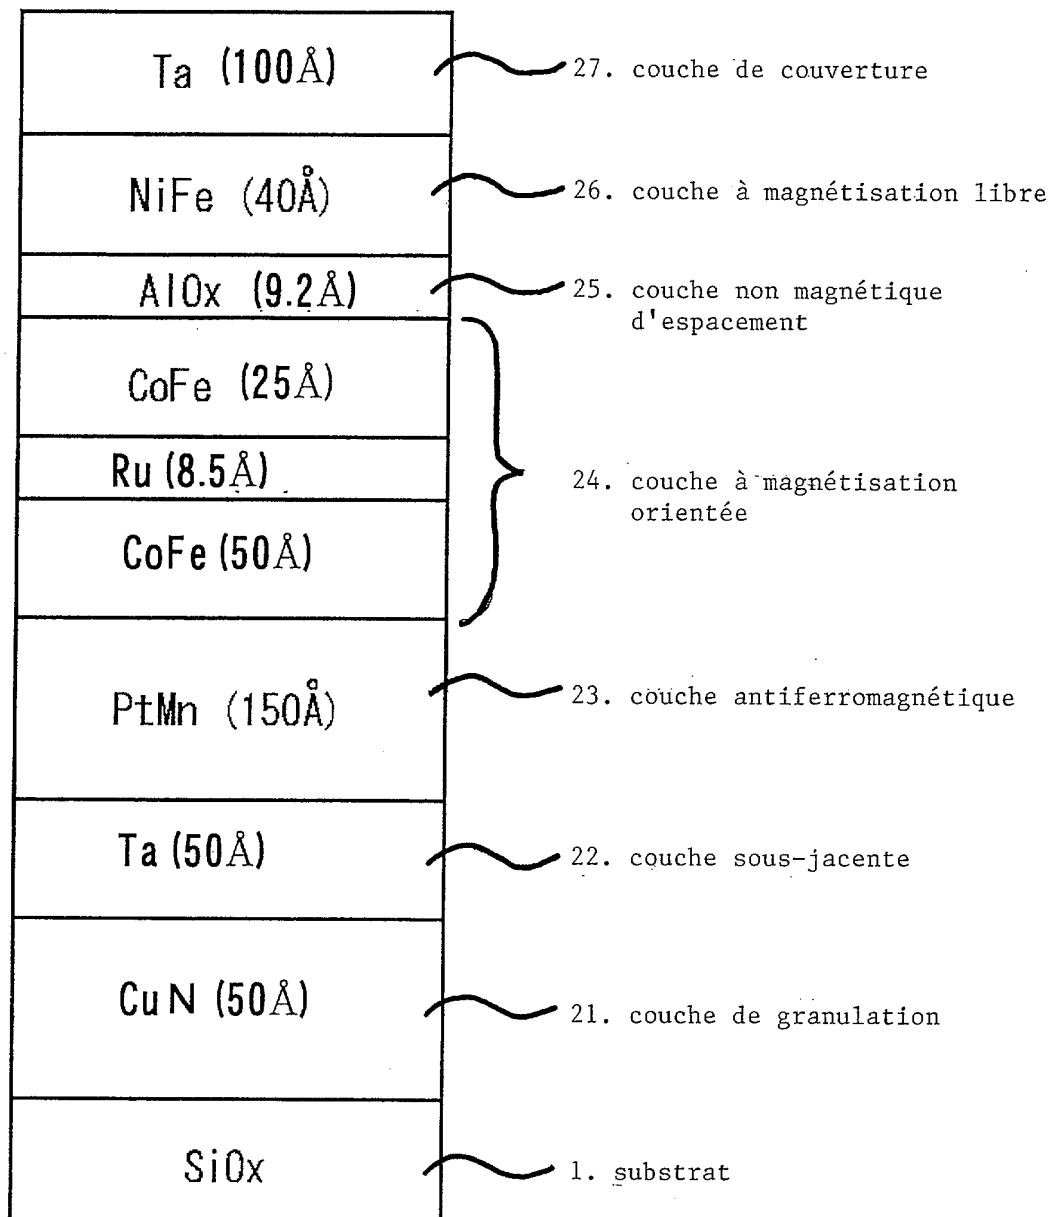 Ta (100Å)
27. couche de couverture
NiFe (40Å)
26. couche à magnétisation libre
AlOx (9.2Å)
25. couche non magnétique
d'espacement
CoFe (25Å)
Ru (8.5Å)
24. couche à magnétisation
orientée
CoFe (50Å)
PtMn (150Å)
23. couche antiferromagnétique
Ta (50Å)
22. couche sous-jacente
CuN (50Å)
21. couche de granulation
SiOx
1. substrat